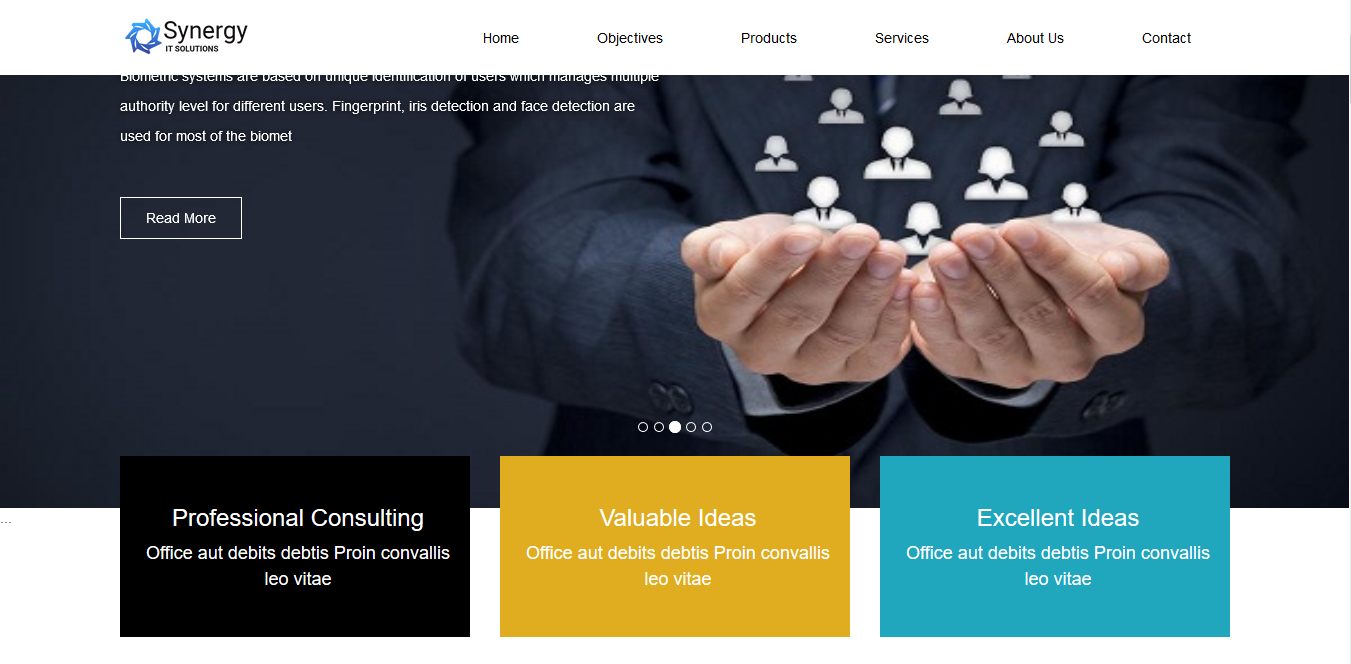 Synergy
IT SOLUTIONS
Home
Objectives
Products
Services
About Us
Contact
Biometric systems are based on unique identification of users which manages multiple
authority level for different users. Fingerprint, iris detection and face detection are
used for most of the biomet
Read More
...
Professional Consulting
Office aut debits debtis Proin convallis
leo vitae
Valuable Ideas
Office aut debits debtis Proin convallis
leo vitae
Excellent Ideas
Office aut debits debtis Proin convallis
leo vitae